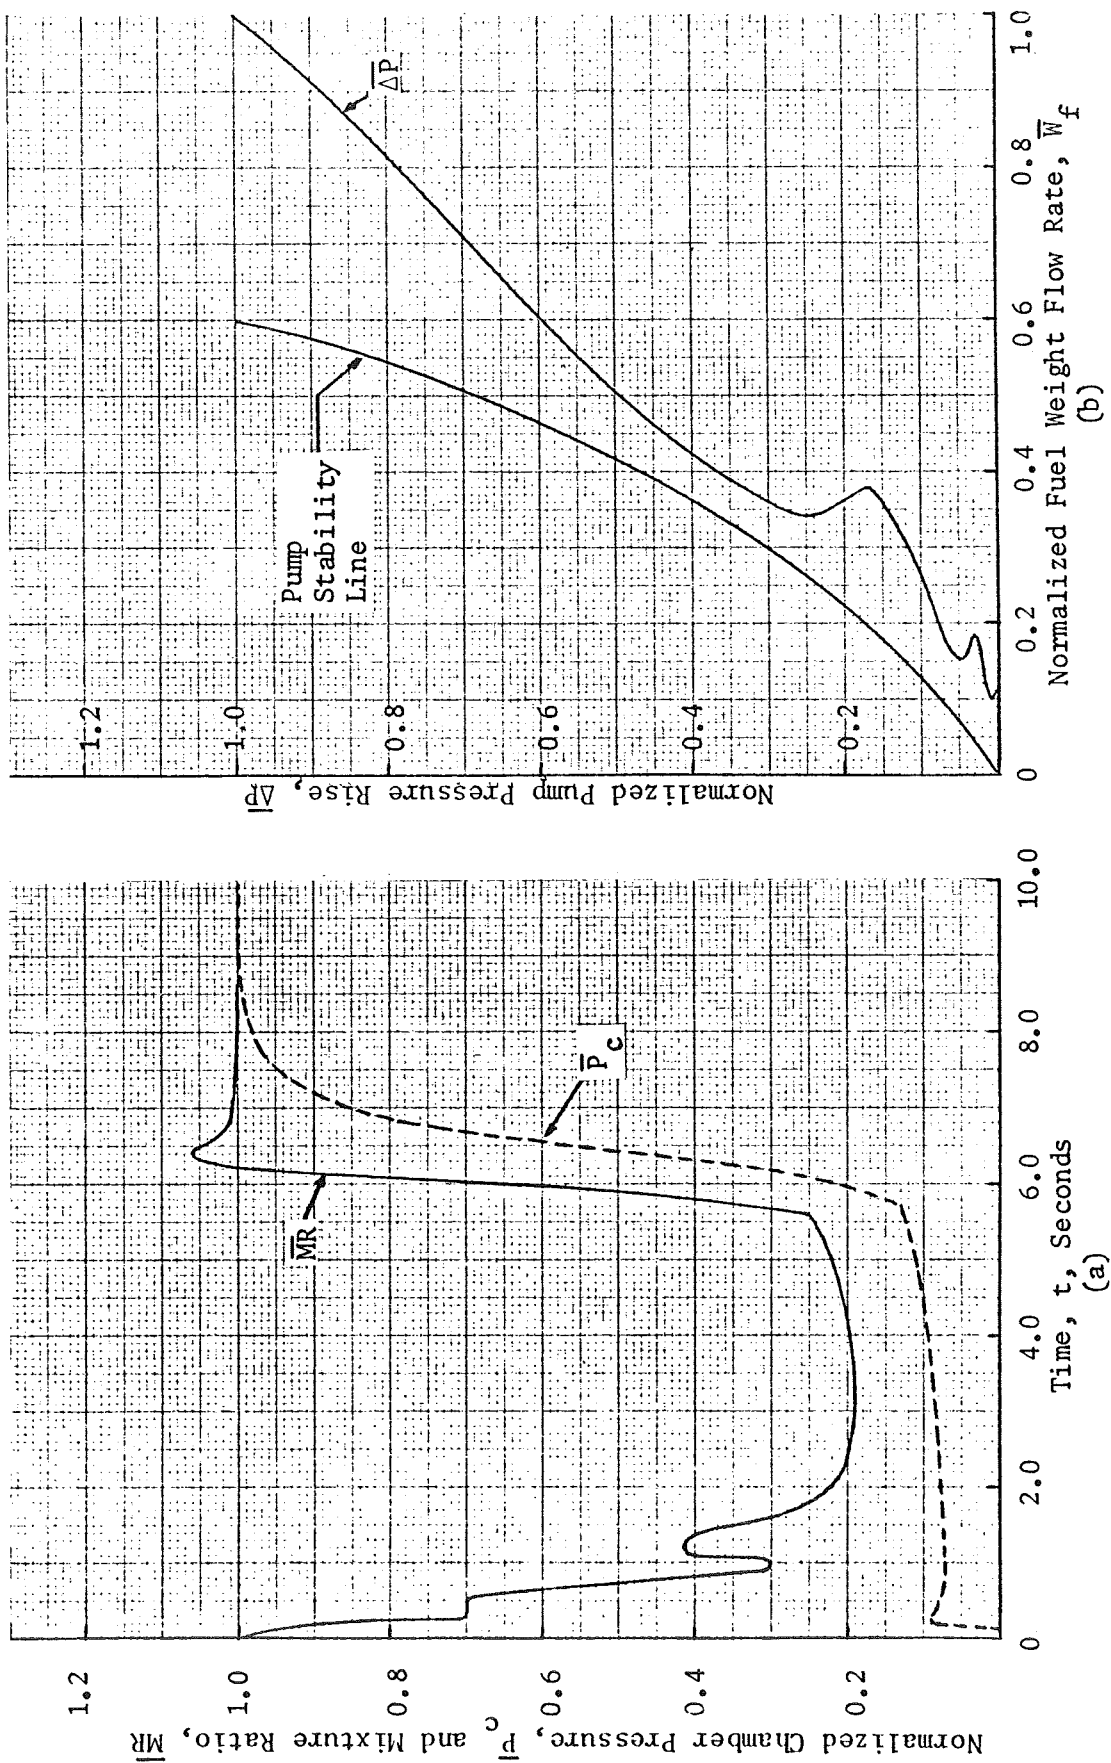 Normalized Chamber Pressure, P̅c and Mixture Ratio, M̅R̅
1.2
1.0
0.8
0.6
0.4
0.2
M̅R̅
P̅c
0
2.0
4.0
6.0
8.0
10.0
Time, t, Seconds
(a)
Normalized Pump Pressure Rise, Δ̅P̅
1.2
1.0
0.8
0.6
0.4
0.2
Pump
Stability
Line
Δ̅P̅
0
0.2
0.4
0.6
0.8
1.0
Normalized Fuel Weight Flow Rate, W̅f
(b)